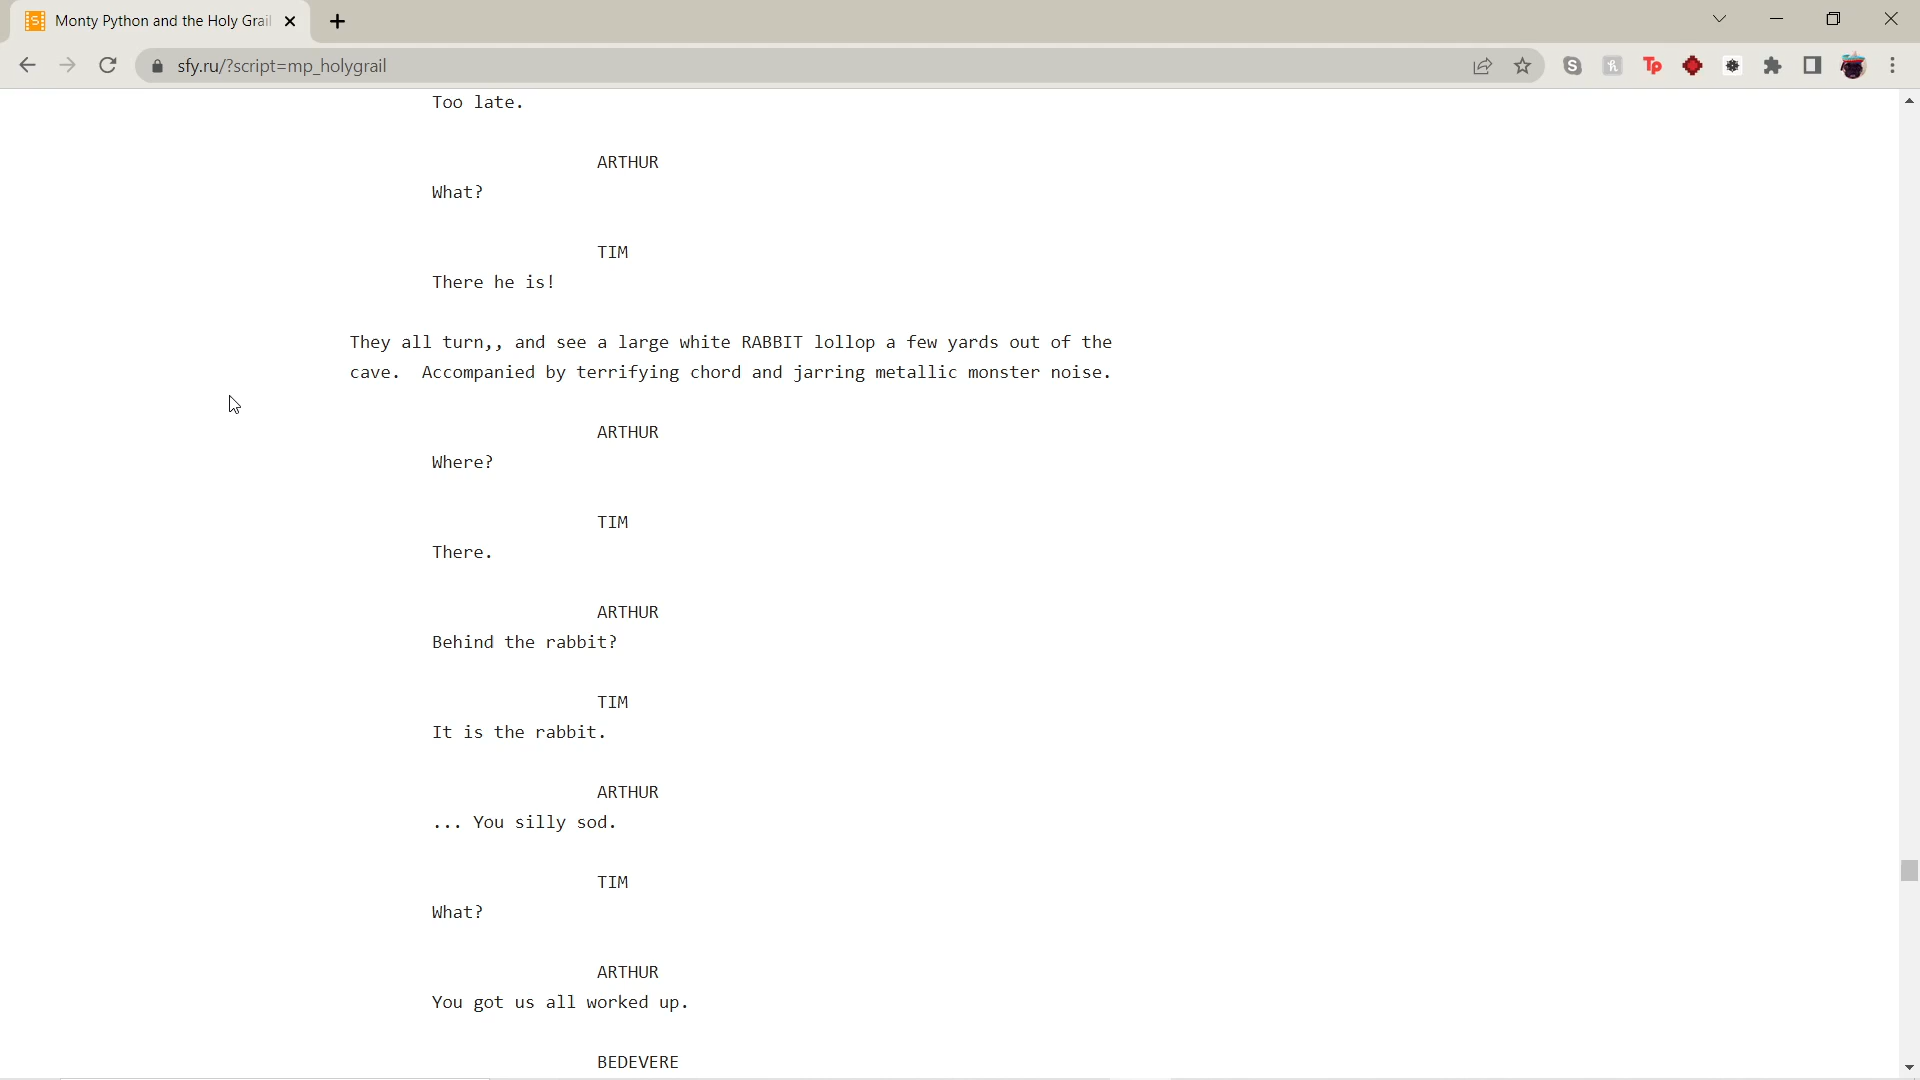 Monty Python and the Holy Grail
sfy.ru/?script=mp_holygrail
Too late.
ARTHUR
What?
TIM
There he is!
They all turn,, and see a large white RABBIT lollop a few yards out of the
cave. Accompanied by terrifying chord and jarring metallic monster noise.
ARTHUR
Where?
TIM
There.
ARTHUR
Behind the rabbit?
TIM
It is the rabbit.
ARTHUR
... You silly sod.
TIM
What?
ARTHUR
You got us all worked up.
BEDEVERE